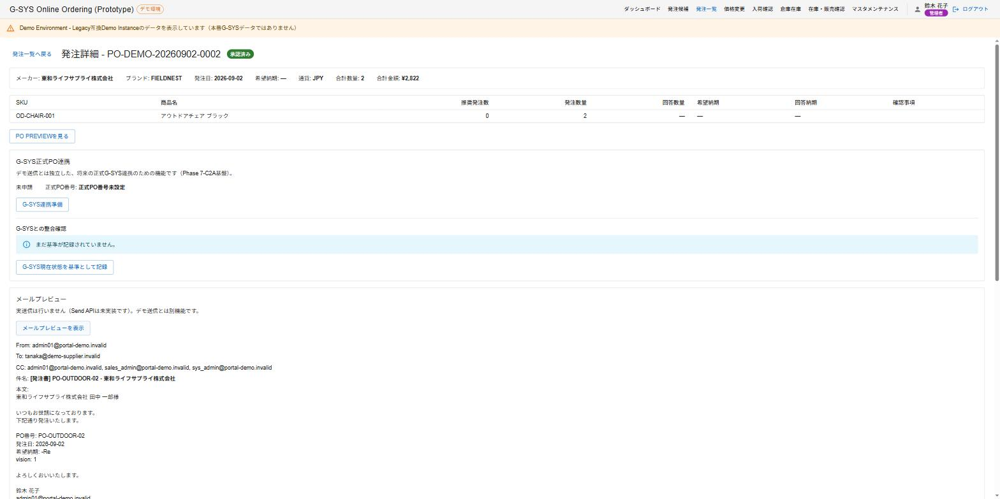 G-SYS Online Ordering (Prototype) デモ環境 ダッシュボード 発注候補 発注一覧 価格変更 入荷確認 倉庫在庫 在庫・販売確認 マスタメンテナンス 鈴木 花子 管理者 ログアウト
Demo Environment - Legacy互換Demo Instanceのデータを表示しています（本番G-SYSデータではありません）
発注一覧へ戻る 発注詳細 - PO-DEMO-20260902-0002 承認済み
メーカー: 東和ライフサプライ株式会社 ブランド: FIELDNEST 発注日: 2026-09-02 希望納期: — 通貨: JPY 合計数量: 2 合計金額: ¥2,822
SKU 商品名 推奨発注数 発注数量 回答数量 希望納期 回答納期 確認事項
OD-CHAIR-001 アウトドアチェア ブラック 0 2 — — —
PO PREVIEWを見る
G-SYS正式PO連携
デモ送信とは独立した、将来の正式G-SYS連携のための機能です（Phase 7-C2A基盤）。
未申請 正式PO番号: 正式PO番号未設定
G-SYS連携準備
G-SYSとの整合確認
まだ基準が記録されていません。
G-SYS現在状態を基準として記録
メールプレビュー
実送信は行いません（Send APIは未実装です）。デモ送信とは別機能です。
メールプレビューを表示
From: admin01@portal-demo.invalid
To: tanaka@demo-supplier.invalid
CC: admin01@portal-demo.invalid, sales_admin@portal-demo.invalid, sys_admin@portal-demo.invalid
件名: [発注書] PO-OUTDOOR-02 - 東和ライフサプライ株式会社
本文:
東和ライフサプライ株式会社 田中 一郎様
いつもお世話になっております。
下記通り発注いたします。
PO番号: PO-OUTDOOR-02
発注日: 2026-09-02
希望納期: -Re
vision: 1
よろしくおいいたします。
鈴木 花子
admin01@portal-demo.invalid